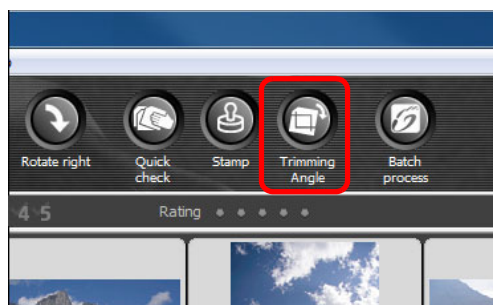 Rotate right
Quick
check
Stamp
Trimming
Angle
Batch
process
4 5
Rating